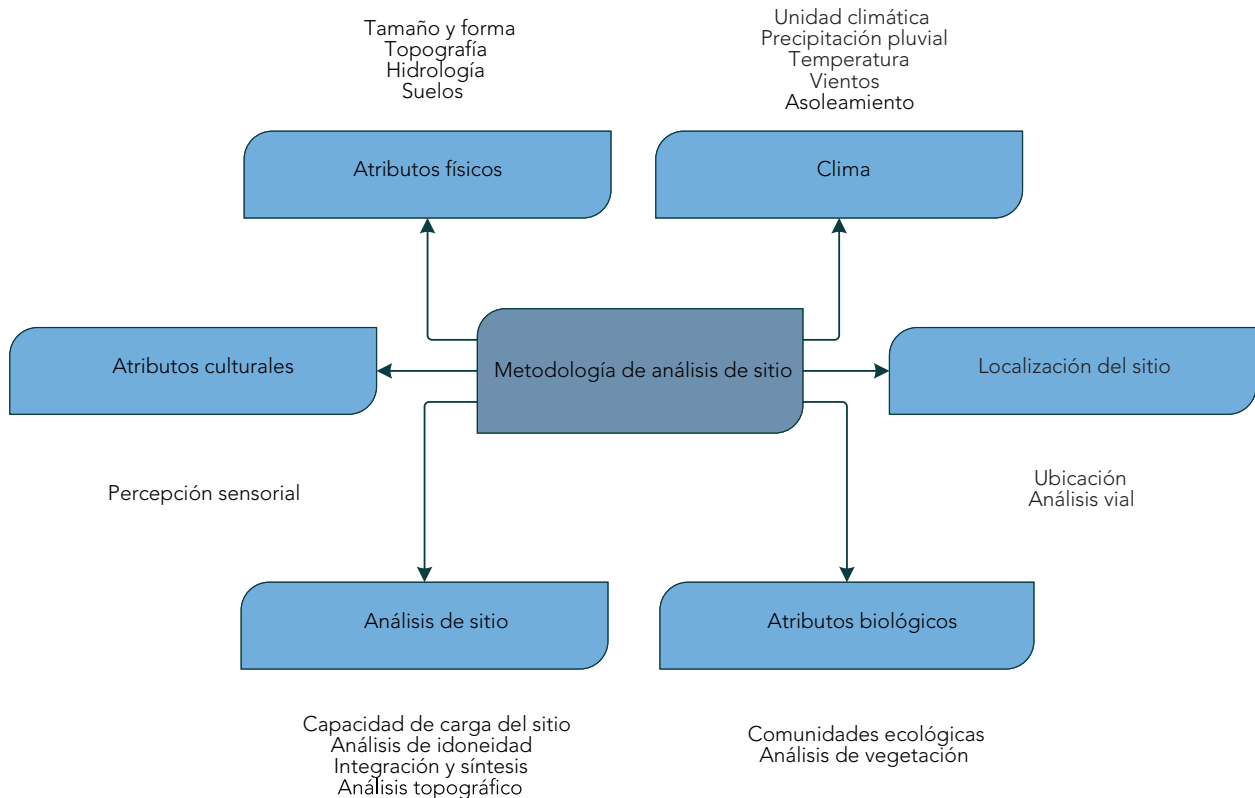 Tamaño y forma
Topografía
Hidrología
Suelos
Unidad climática
Precipitación pluvial
Temperatura
Vientos
Asoleamiento
Atributos físicos
Clima
Atributos culturales
Metodología de análisis de sitio
Localización del sitio
Percepción sensorial
Ubicación
Análisis vial
Análisis de sitio
Atributos biológicos
Capacidad de carga del sitio
Análisis de idoneidad
Integración y síntesis
Análisis topográfico
Comunidades ecológicas
Análisis de vegetación